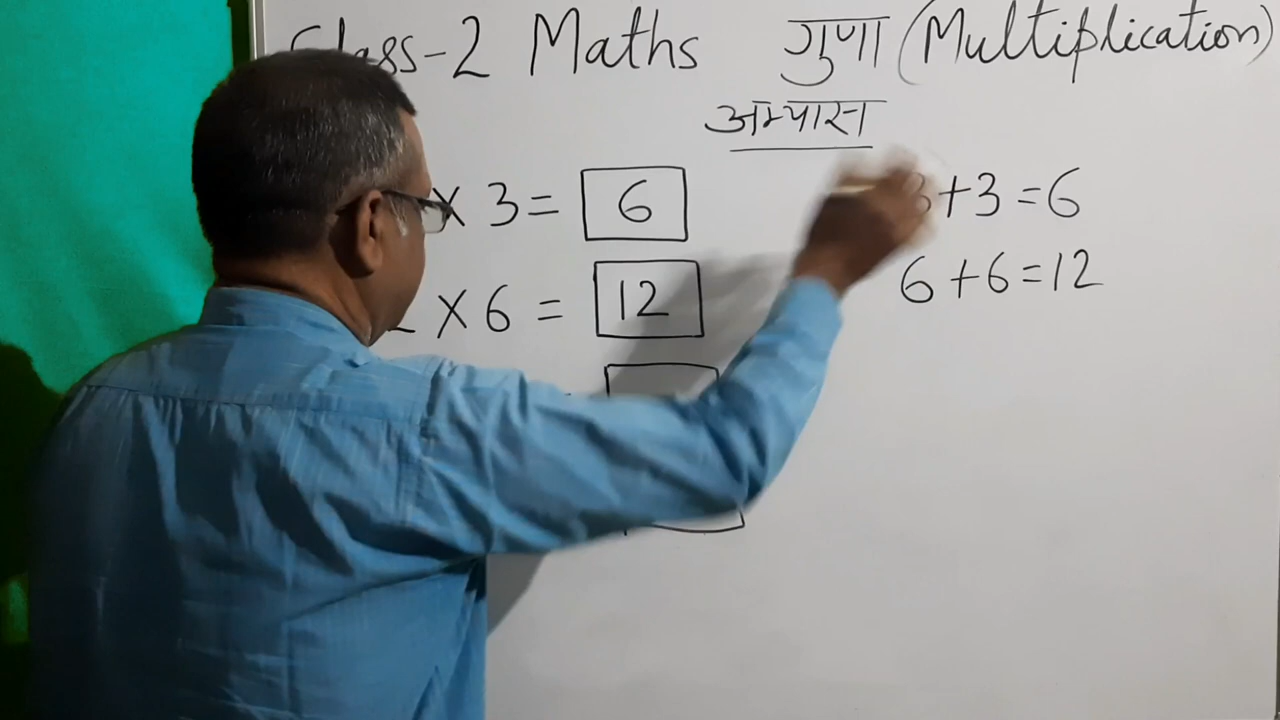 Class-2 Maths गुणा (Multiplication)
अभ्यास
X 3 = 6
3+3=6
X 6 = 12
6+6=12